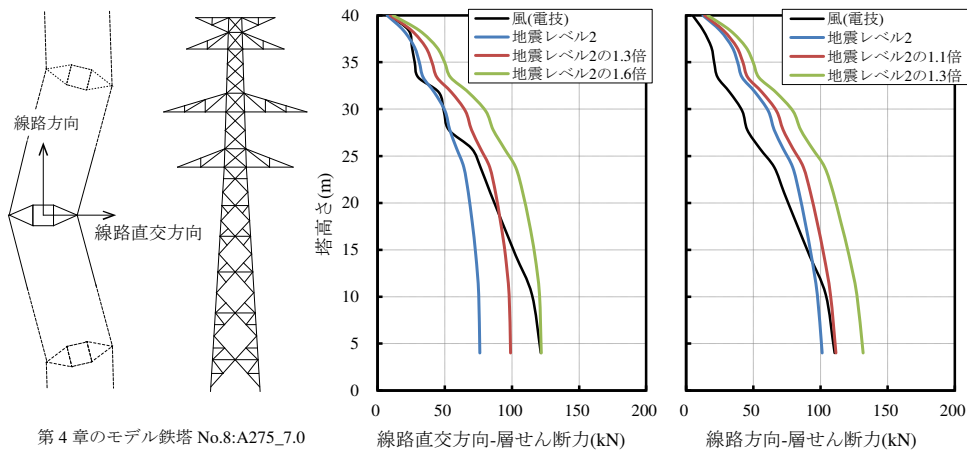 線路方向
線路直交方向
第4章のモデル鉄塔 No.8:A275_7.0
塔高さ(m)
40
35
30
25
20
15
10
5
0
風(電技)
地震レベル2
地震レベル2の1.3倍
地震レベル2の1.6倍
0 50 100 150 200
線路直交方向-層せん断力(kN)
風(電技)
地震レベル2
地震レベル2の1.1倍
地震レベル2の1.3倍
0 50 100 150 200
線路方向-層せん断力(kN)